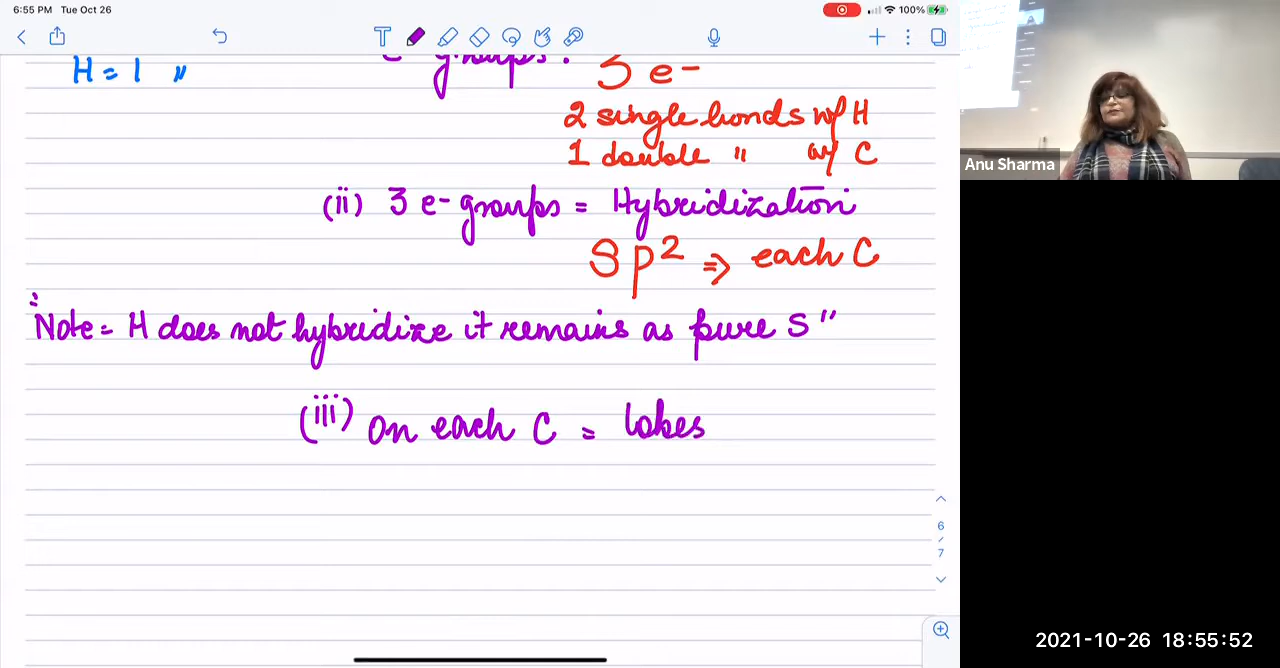 6:55 PM Tue Oct 26
100%
H = 1 "
e- groups.
3 e-
2 single bonds w/ H
Anu Sharma
1 double " w/ C
(ii) 3 e- groups = Hybridization
sp² ⇒ each C
Note = H does not hybridize it remains as pure s "
(iii) On each C = lobes
6
/
7
2021-10-26 18:55:52